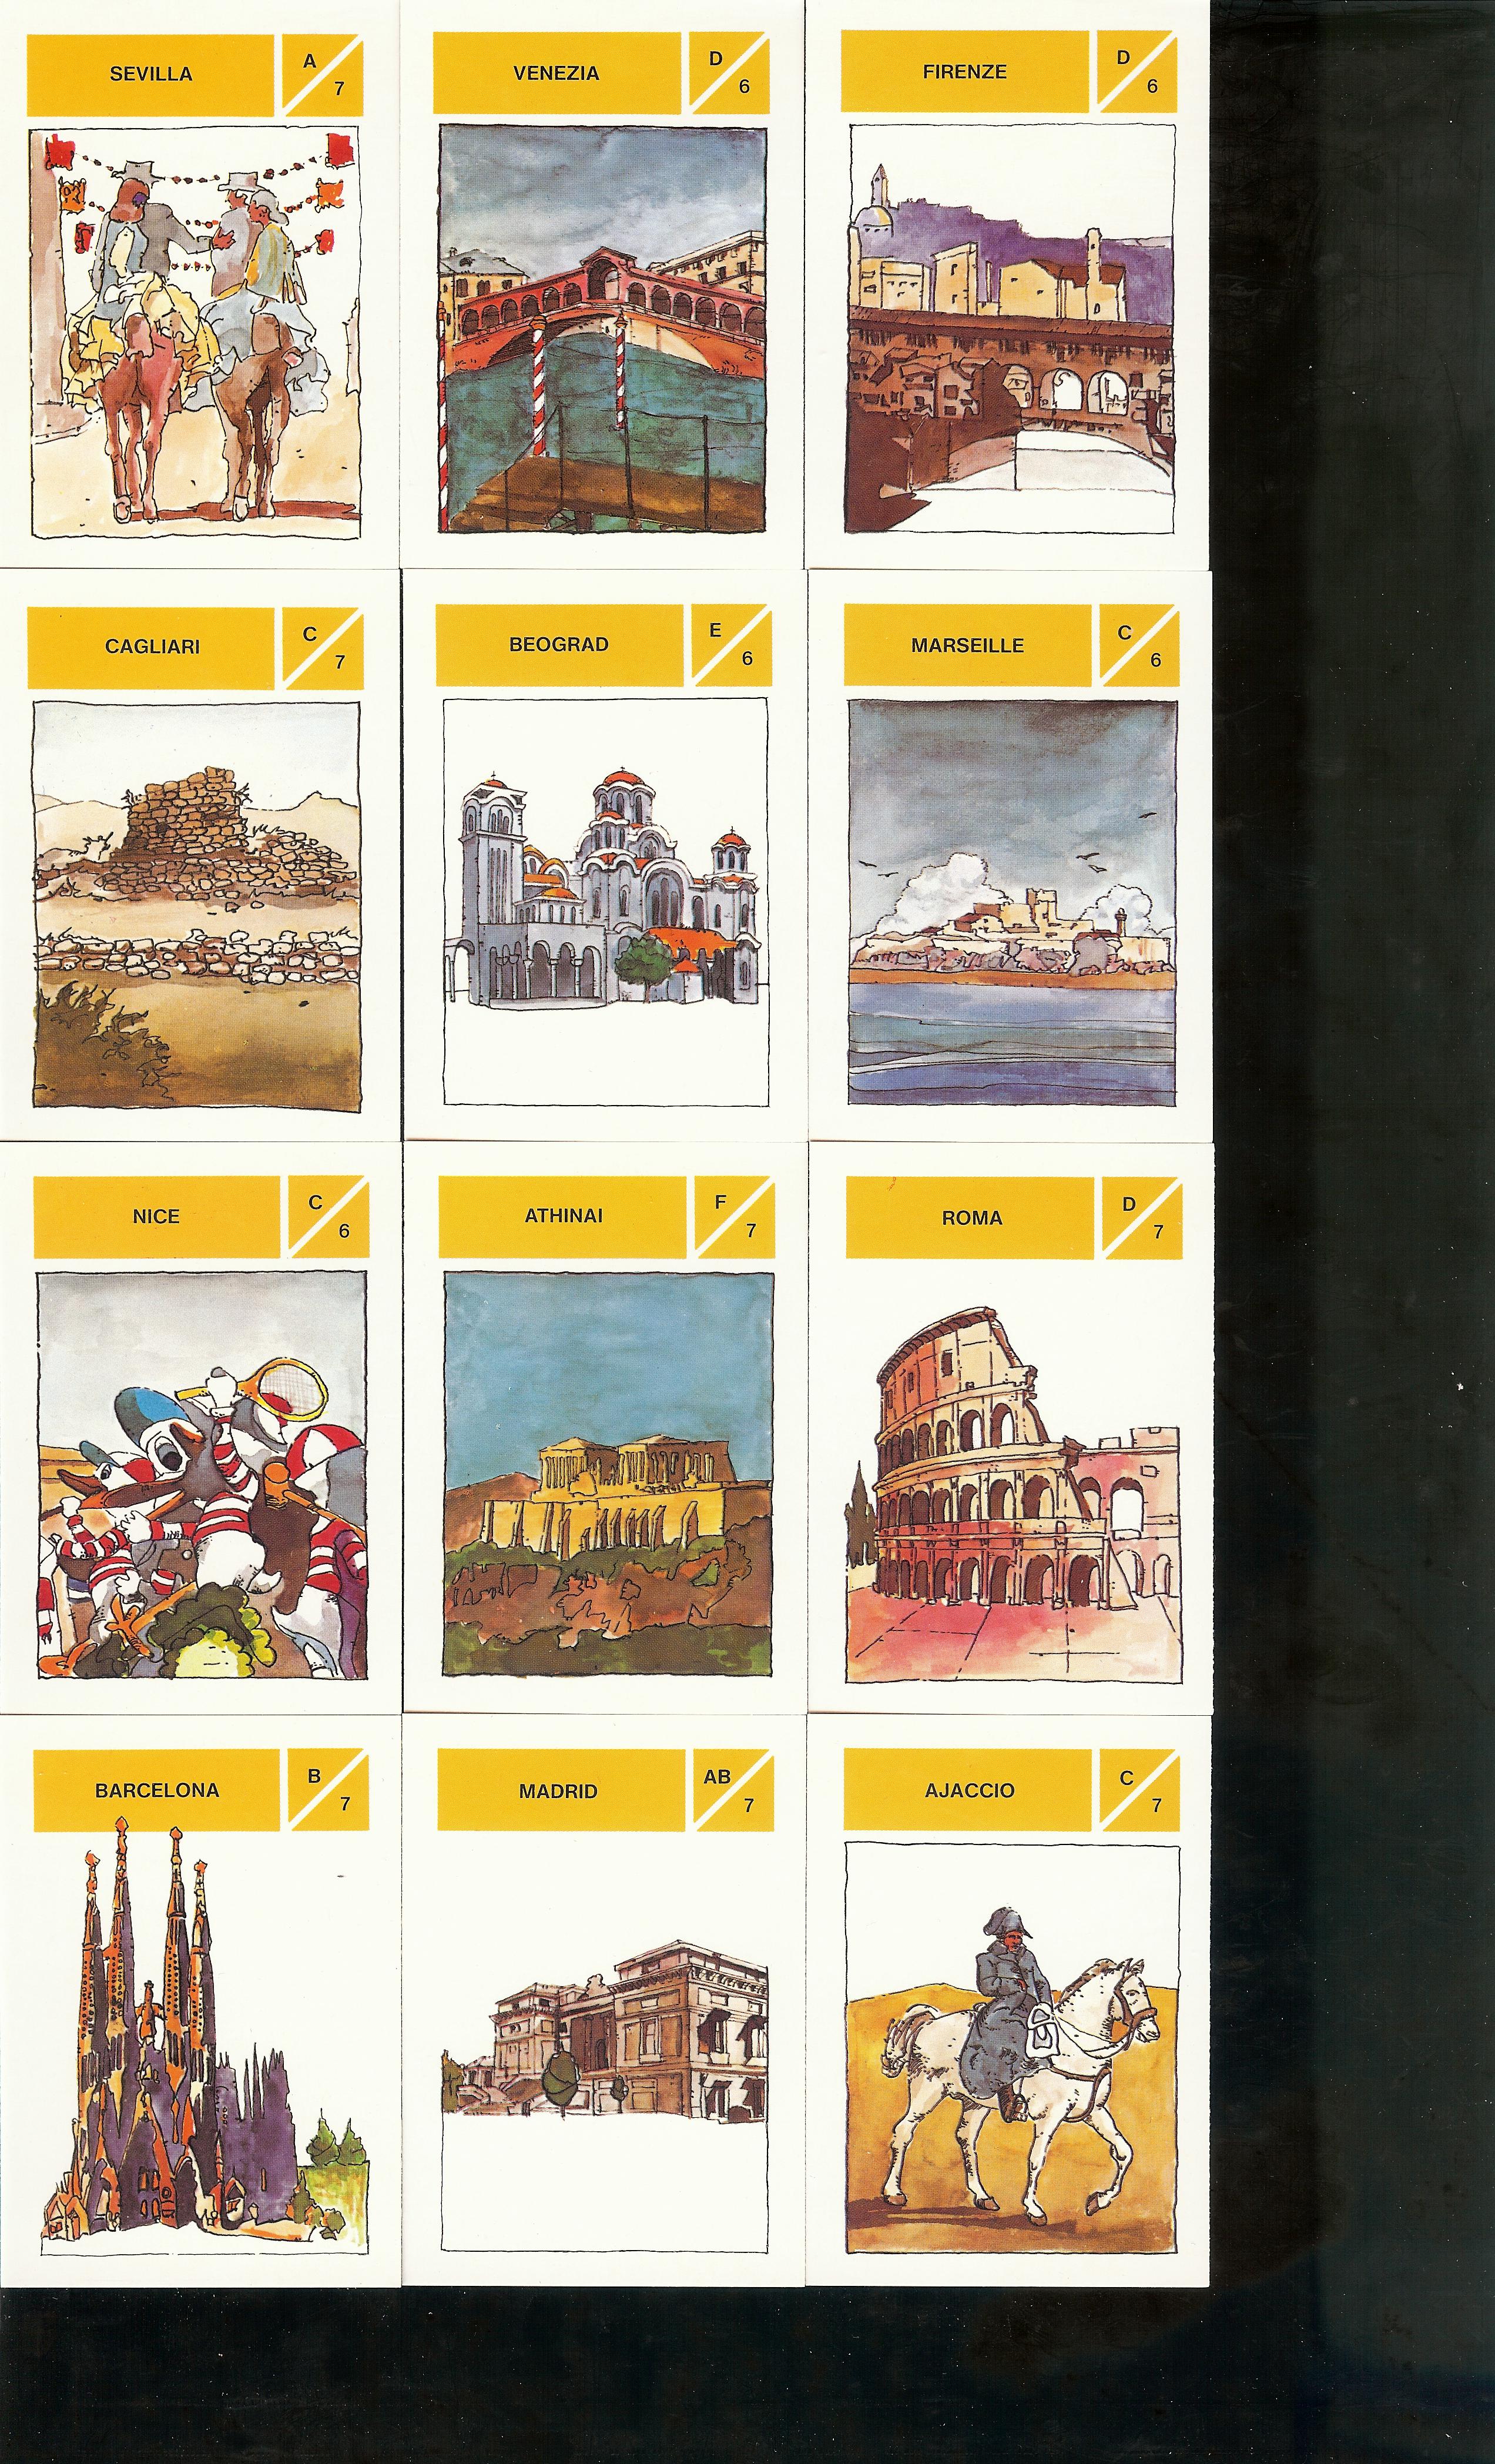 SEVILLA A 7
VENEZIA D 6
FIRENZE D 6
CAGLIARI C 7
BEOGRAD E 6
MARSEILLE C 6
NICE C 6
ATHINAI F 7
ROMA D 7
BARCELONA B 7
MADRID AB 7
AJACCIO C 7